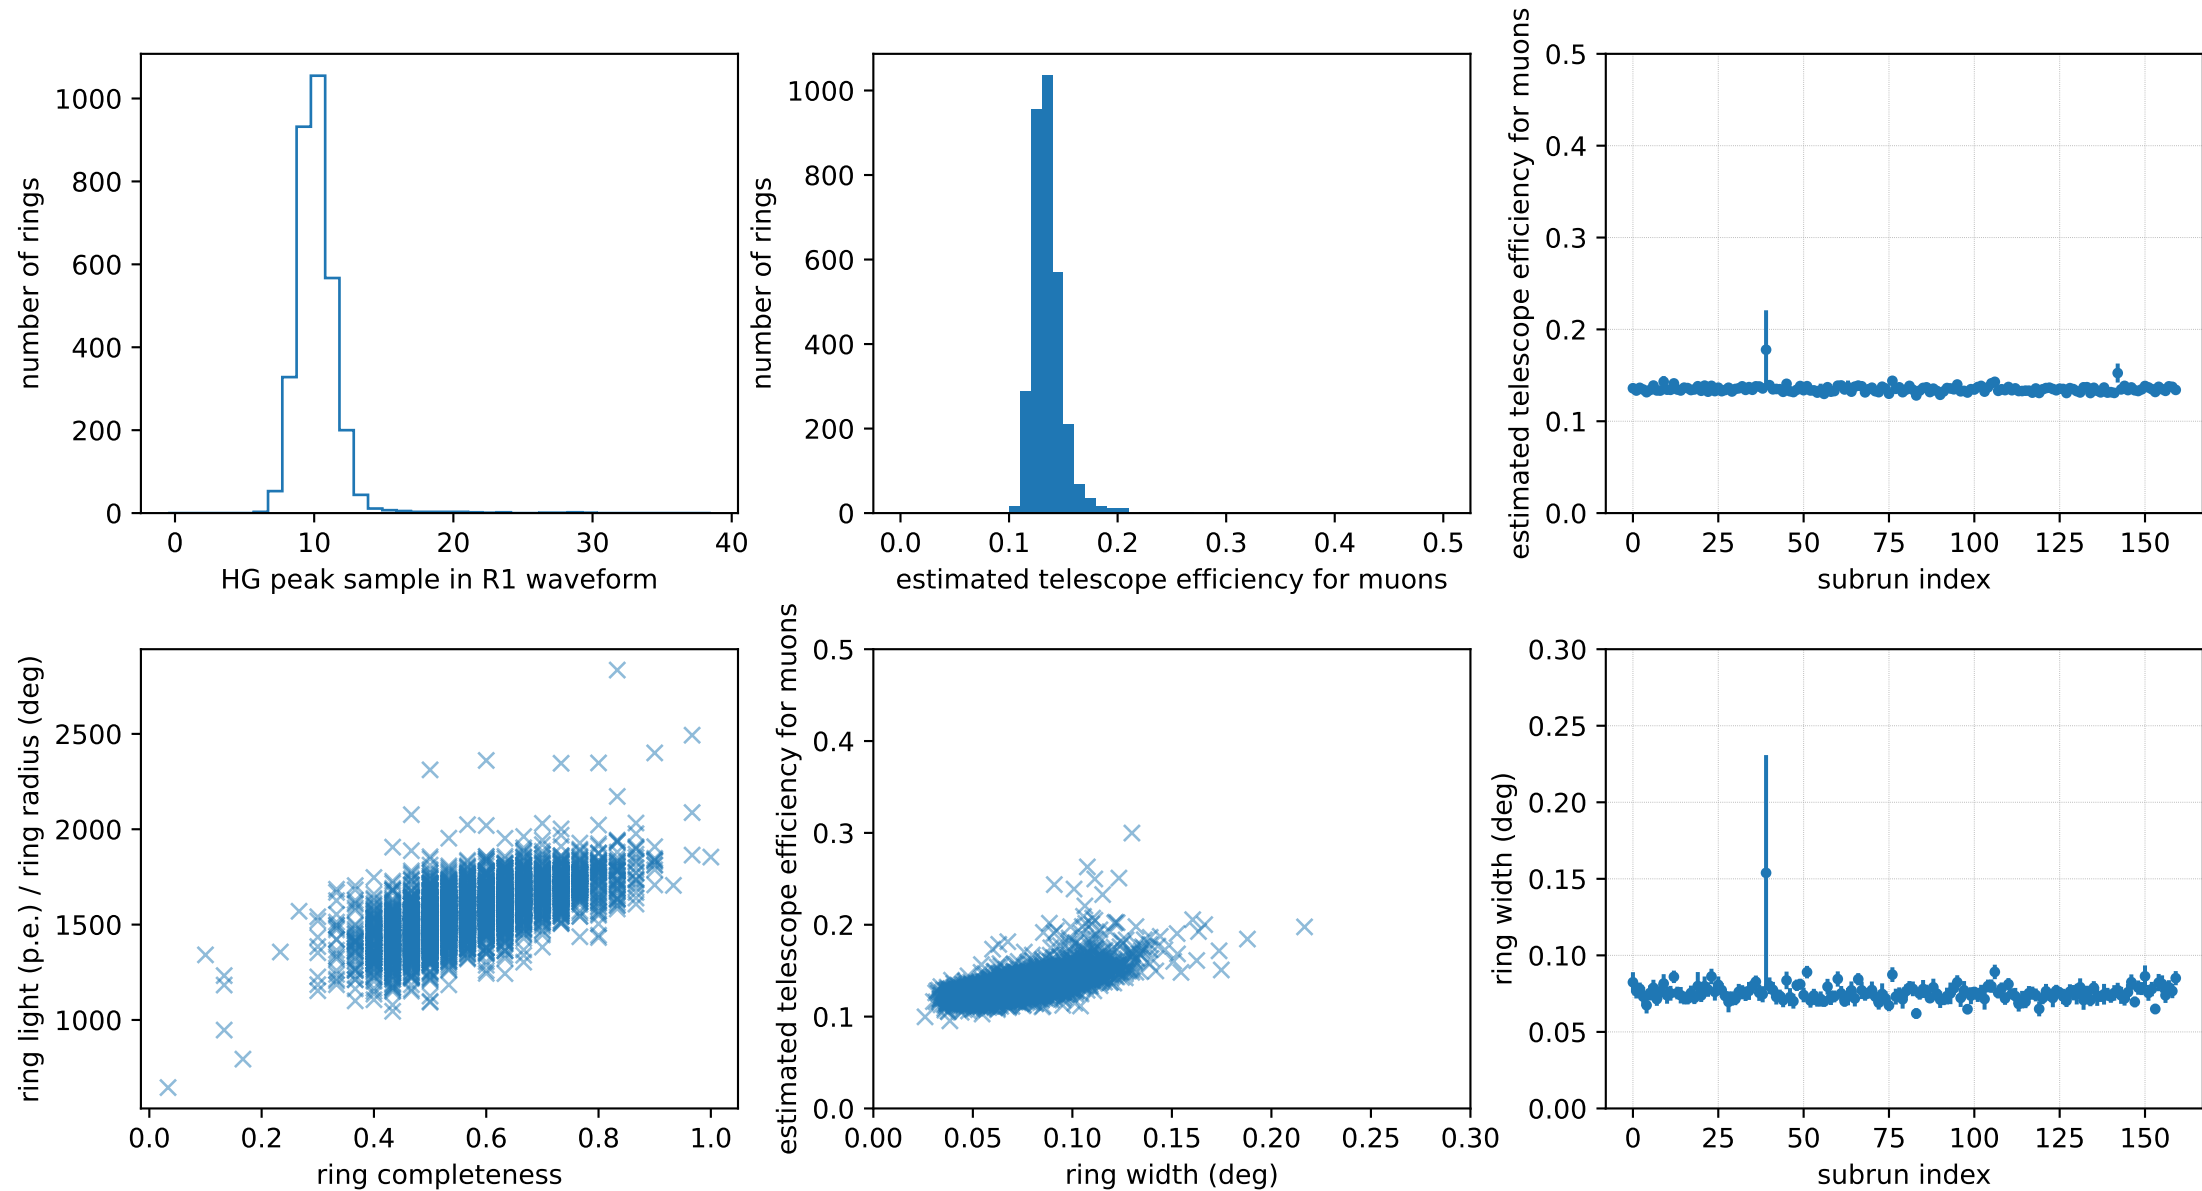 number of rings
1000
800
600
400
200
0
0 10 20 30 40
HG peak sample in R1 waveform
number of rings
1000
800
600
400
200
0
0.0 0.1 0.2 0.3 0.4 0.5
estimated telescope efficiency for muons
estimated telescope efficiency for muons
0.5
0.4
0.3
0.2
0.1
0.0
0 25 50 75 100 125 150
subrun index
ring light (p.e.) / ring radius (deg)
2500
2000
1500
1000
0.0 0.2 0.4 0.6 0.8 1.0
ring completeness
estimated telescope efficiency for muons
0.5
0.4
0.3
0.2
0.1
0.0
0.00 0.05 0.10 0.15 0.20 0.25 0.30
ring width (deg)
ring width (deg)
0.30
0.25
0.20
0.15
0.10
0.05
0.00
0 25 50 75 100 125 150
subrun index